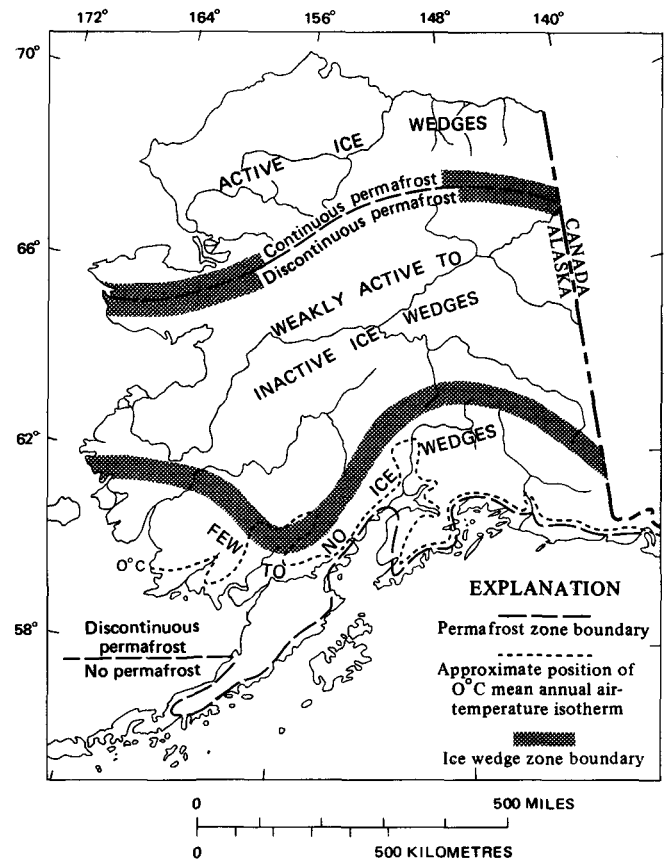 172° 164° 156° 148° 140°
70°
66°
62°
58°
ACTIVE ICE WEDGES
Continuous permafrost
Discontinuous permafrost
CANADA
ALASKA
WEAKLY ACTIVE TO
INACTIVE ICE WEDGES
FEW TO NO ICE WEDGES
0°C
Discontinuous
permafrost
No permafrost
EXPLANATION
Permafrost zone boundary
Approximate position of
0°C mean annual air-
temperature isotherm
Ice wedge zone boundary
0 500 MILES
0 500 KILOMETRES